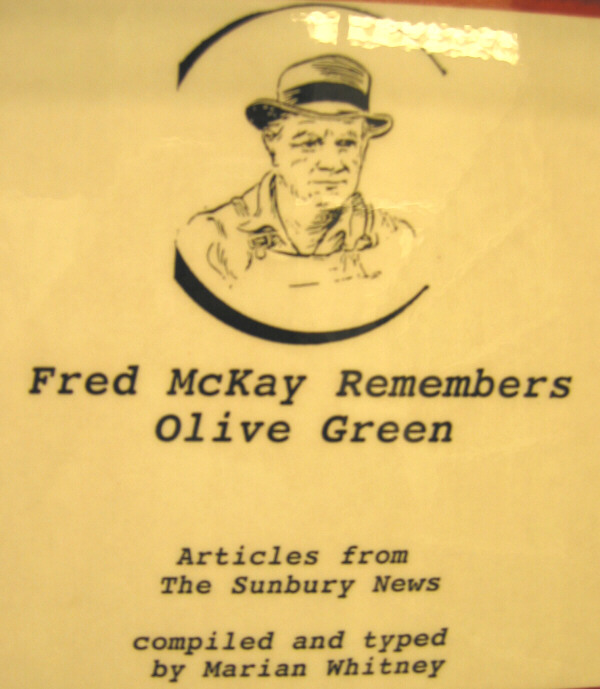 Fred McKay Remembers
Olive Green
Articles from
The Sunbury News
compiled and typed
by Marian Whitney